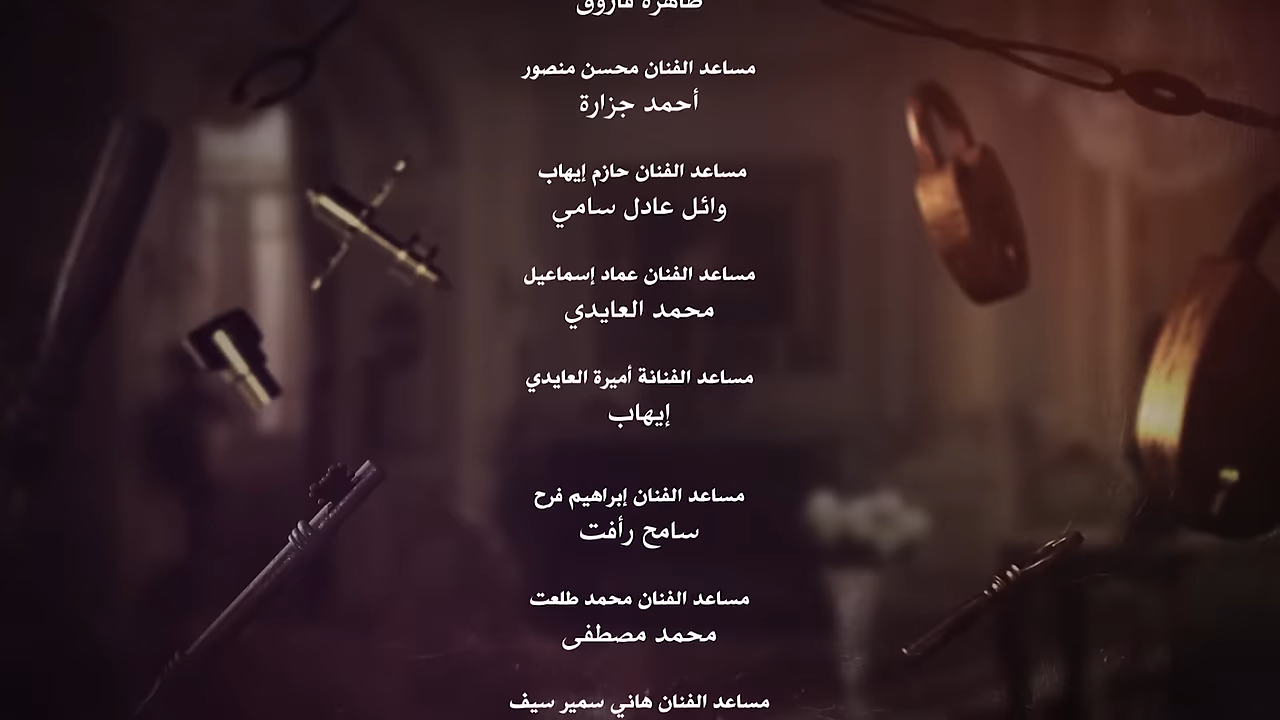 طاهرة فاروق
مساعد الفنان محسن منصور
أحمد جزارة
مساعد الفنان حازم إيهاب
وائل عادل سامي
مساعد الفنان عماد إسماعيل
محمد العايدي
مساعد الفنانة أميرة العايدي
إيهاب
مساعد الفنان إبراهيم فرح
سامح رأفت
مساعد الفنان محمد طلعت
محمد مصطفى
مساعد الفنان هاني سمير سيف